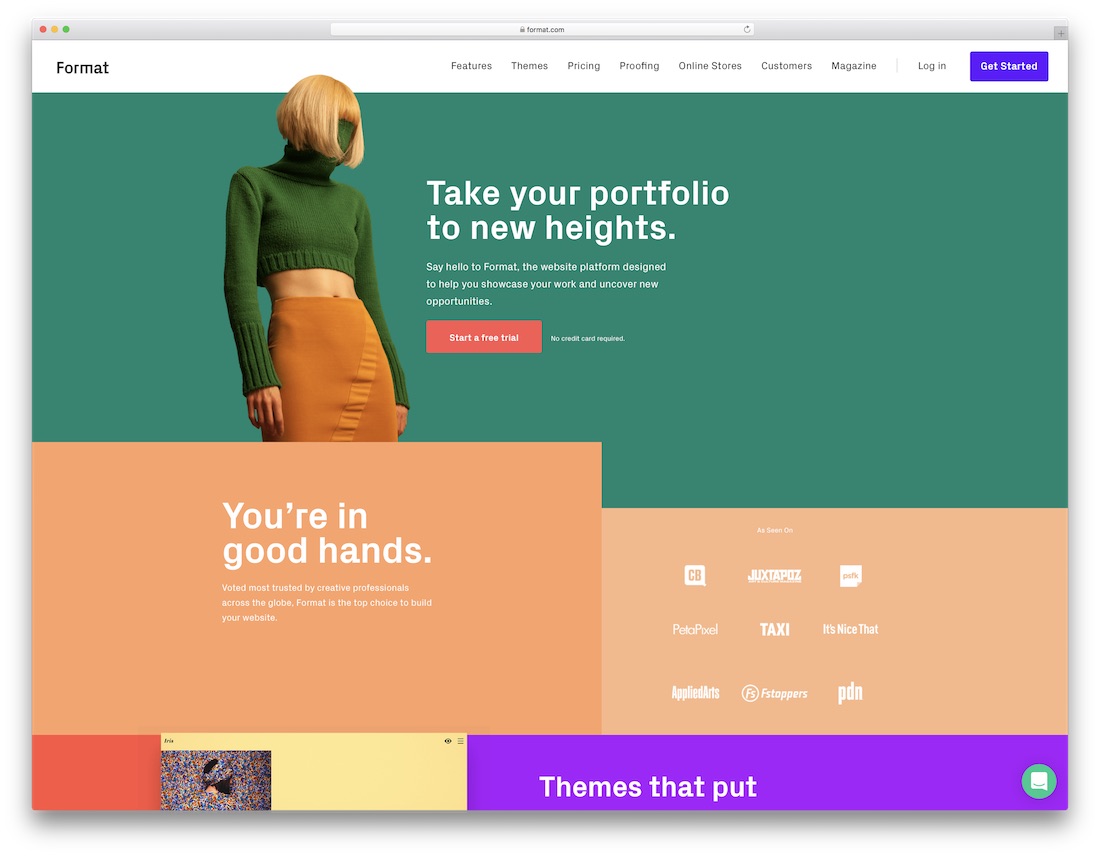 format.com
Format
Features Themes Pricing Proofing Online Stores Customers Magazine Log in Get Started
Take your portfolio
to new heights.
Say hello to Format, the website platform designed
to help you showcase your work and uncover new
opportunities.
Start a free trial No credit card required.
You're in
good hands.
Voted most trusted by creative professionals
across the globe, Format is the top choice to build
your website.
As Seen On
CB JUXTAPOZ psfk
PetaPixel TAXI It's Nice That
AppliedArts Fs Fstoppers pdn
Iris
Themes that put